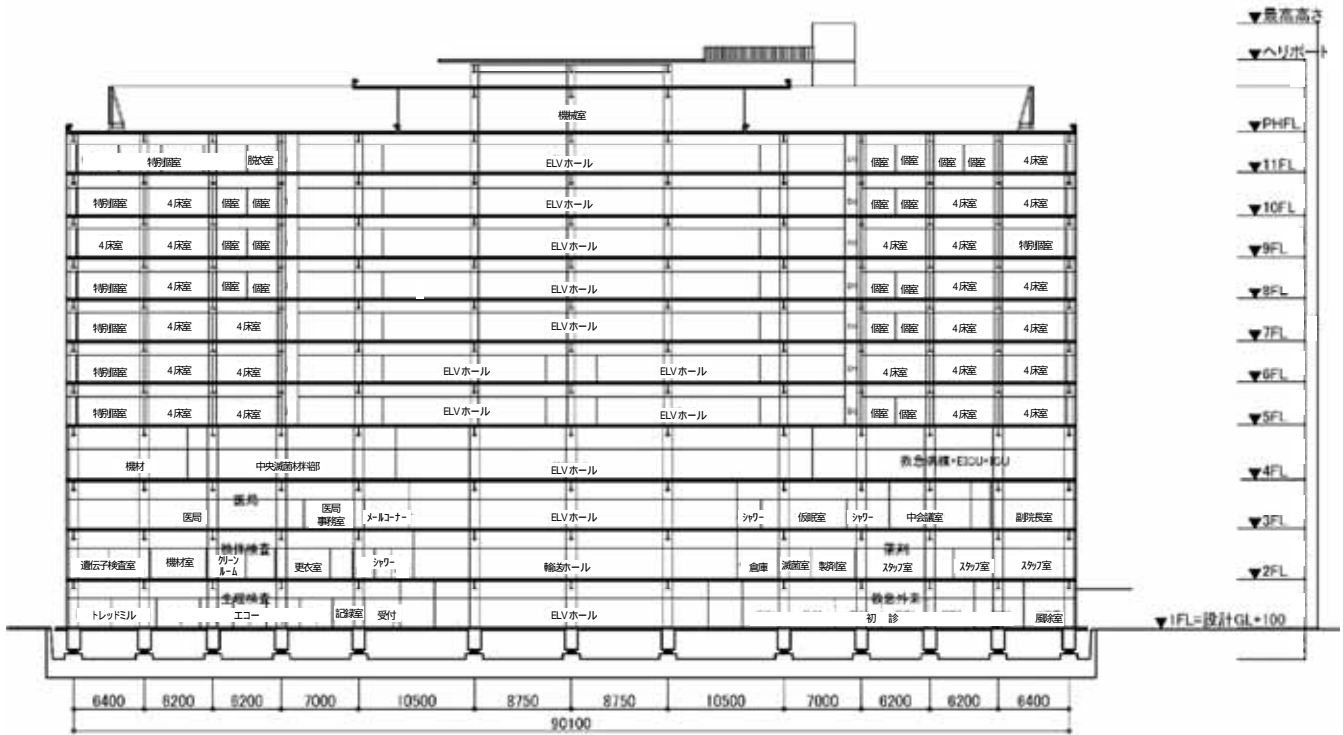 ▼最高高さ
▼ヘリポート
機械室
▼PHFL
特別個室 脱衣室 ELVホール 個室 個室 個室 個室 4床室
▼11FL
特別個室 4床室 個室 個室 ELVホール 個室 個室 4床室 4床室
▼10FL
4床室 4床室 個室 個室 ELVホール 4床室 4床室 特別個室
▼9FL
特別個室 4床室 個室 個室 ELVホール 個室 個室 4床室 4床室
▼8FL
特別個室 4床室 4床室 ELVホール 個室 個室 4床室 4床室
▼7FL
特別個室 4床室 4床室 ELVホール ELVホール 4床室 4床室 4床室
▼6FL
特別個室 4床室 4床室 ELVホール ELVホール 個室 個室 4床室 4床室
▼5FL
機材 中央滅菌材料部 ELVホール
▼4FL
医局
医局 医局
事務室 メールコーナー ELVホール シャワー 仮眠室 シャワー 中会議室 副院長室
▼3FL
検体検査 薬剤
遺伝子検査室 機材室 クリーン
ルーム 更衣室 シャワー 輸送ホール 倉庫 滅菌室 製剤室 スタッフ室 スタッフ室 スタッフ室
▼2FL
生理検査 救急外来
トレッドミル エコー 記録室 受付 ELVホール 初 診 風除室
▼1FL=設計GL+100
6400 6200 6200 7000 10500 8750 8750 10500 7000 6200 6200 6400
90100